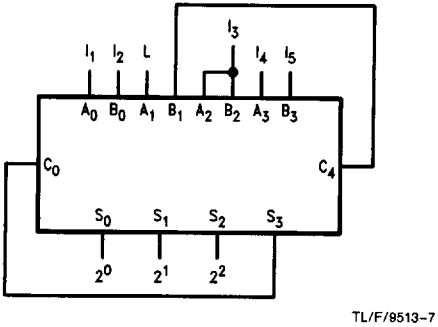 I3
I1 I2 L I4 I5
A0 B0 A1 B1 A2 B2 A3 B3
C0 C4
S0 S1 S2 S3
2^0 2^1 2^2
TL/F/9513-7